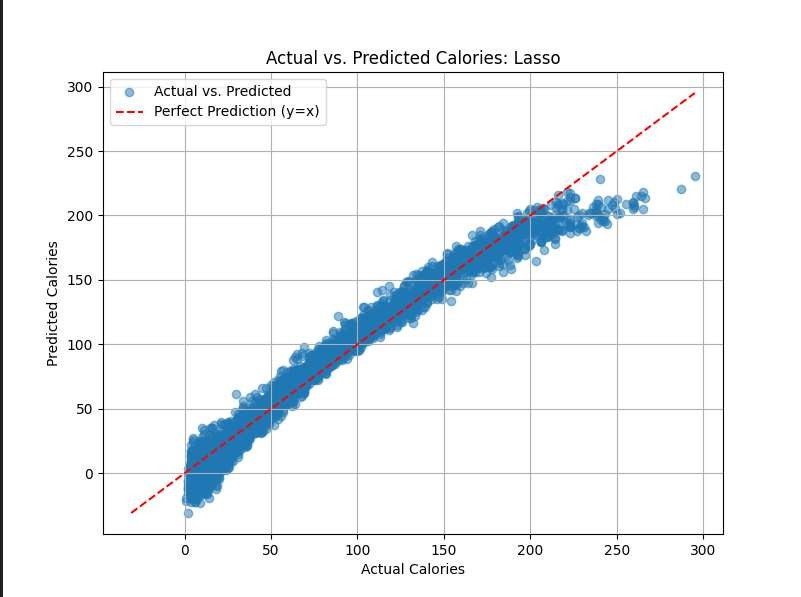 Actual vs. Predicted Calories: Lasso
Actual vs. Predicted
Perfect Prediction (y=x)
300
250
200
150
100
50
0
Predicted Calories
0 50 100 150 200 250 300
Actual Calories